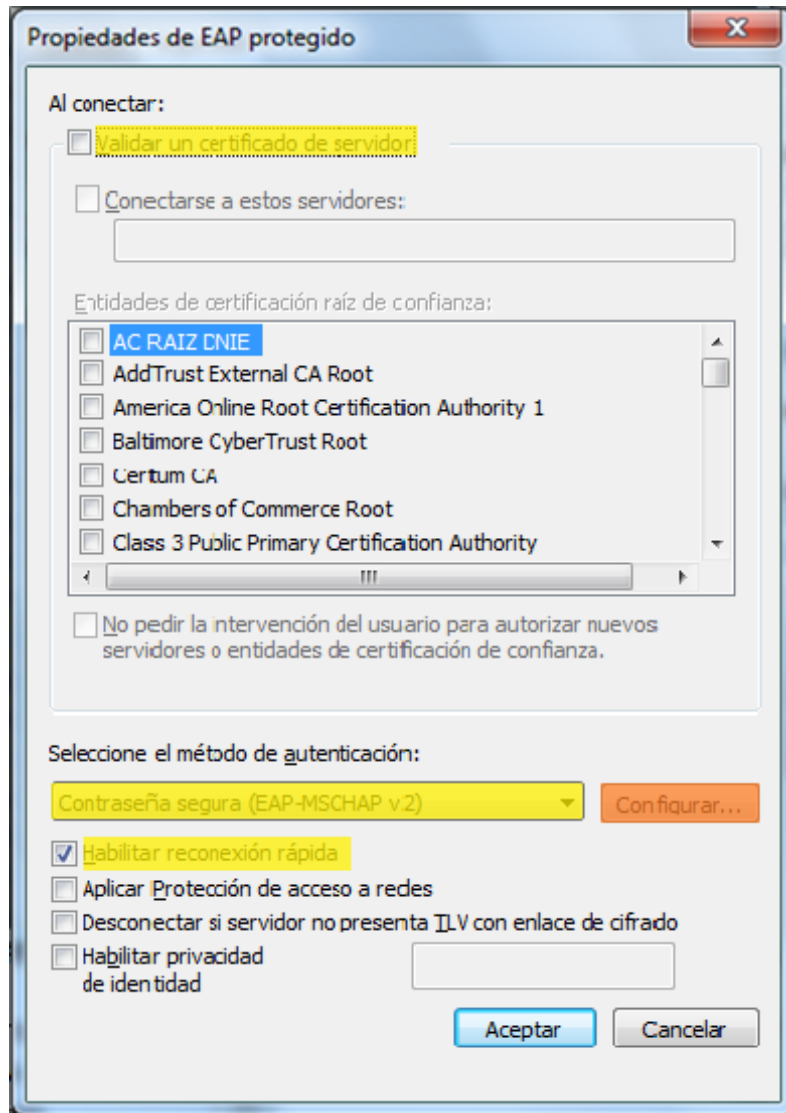 Propiedades de EAP protegido
Al conectar:
Validar un certificado de servidor
Conectarse a estos servidores:
Entidades de certificación raíz de confianza:
AC RAIZ DNIE
AddTrust External CA Root
America Online Root Certification Authority 1
Baltimore CyberTrust Root
Certum CA
Chambers of Commerce Root
Class 3 Public Primary Certification Authority
No pedir la intervención del usuario para autorizar nuevos
servidores o entidades de certificación de confianza.
Seleccione el método de autenticación:
Contraseña segura (EAP-MSCHAP v.2)
Configurar...
Habilitar reconexión rápida
Aplicar Protección de acceso a redes
Desconectar si servidor no presenta TLV con enlace de cifrado
Habilitar privacidad
de identidad
Aceptar
Cancelar